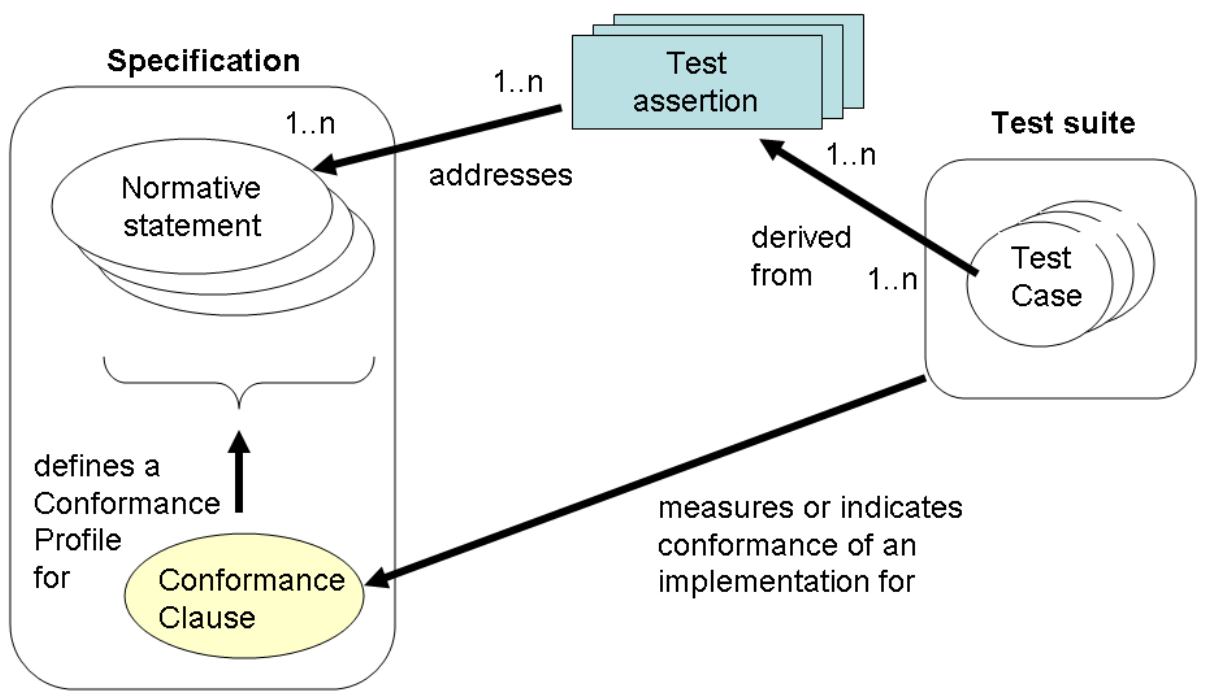 Specification
1..n
Normative
statement
defines a
Conformance
Profile
for
Conformance
Clause
1..n
addresses
Test
assertion
1..n
derived
from
1..n
Test suite
Test
Case
measures or indicates
conformance of an
implementation for